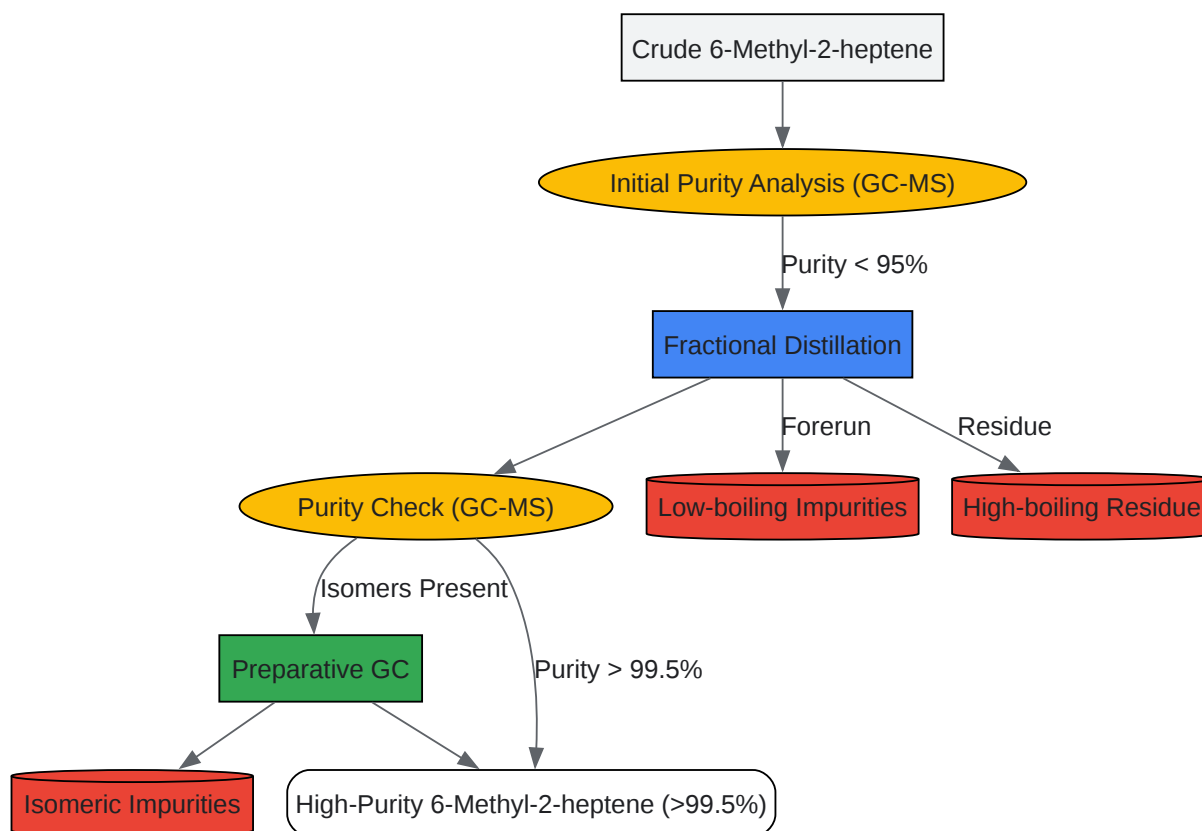 Crude 6-Methyl-2-heptene
Initial Purity Analysis (GC-MS)
Purity < 95%
Fractional Distillation
Forerun
Residue
Purity Check (GC-MS)
Low-boiling Impurities
High-boiling Residue
Isomers Present
Preparative GC
Purity > 99.5%
Isomeric Impurities
High-Purity 6-Methyl-2-heptene (>99.5%)